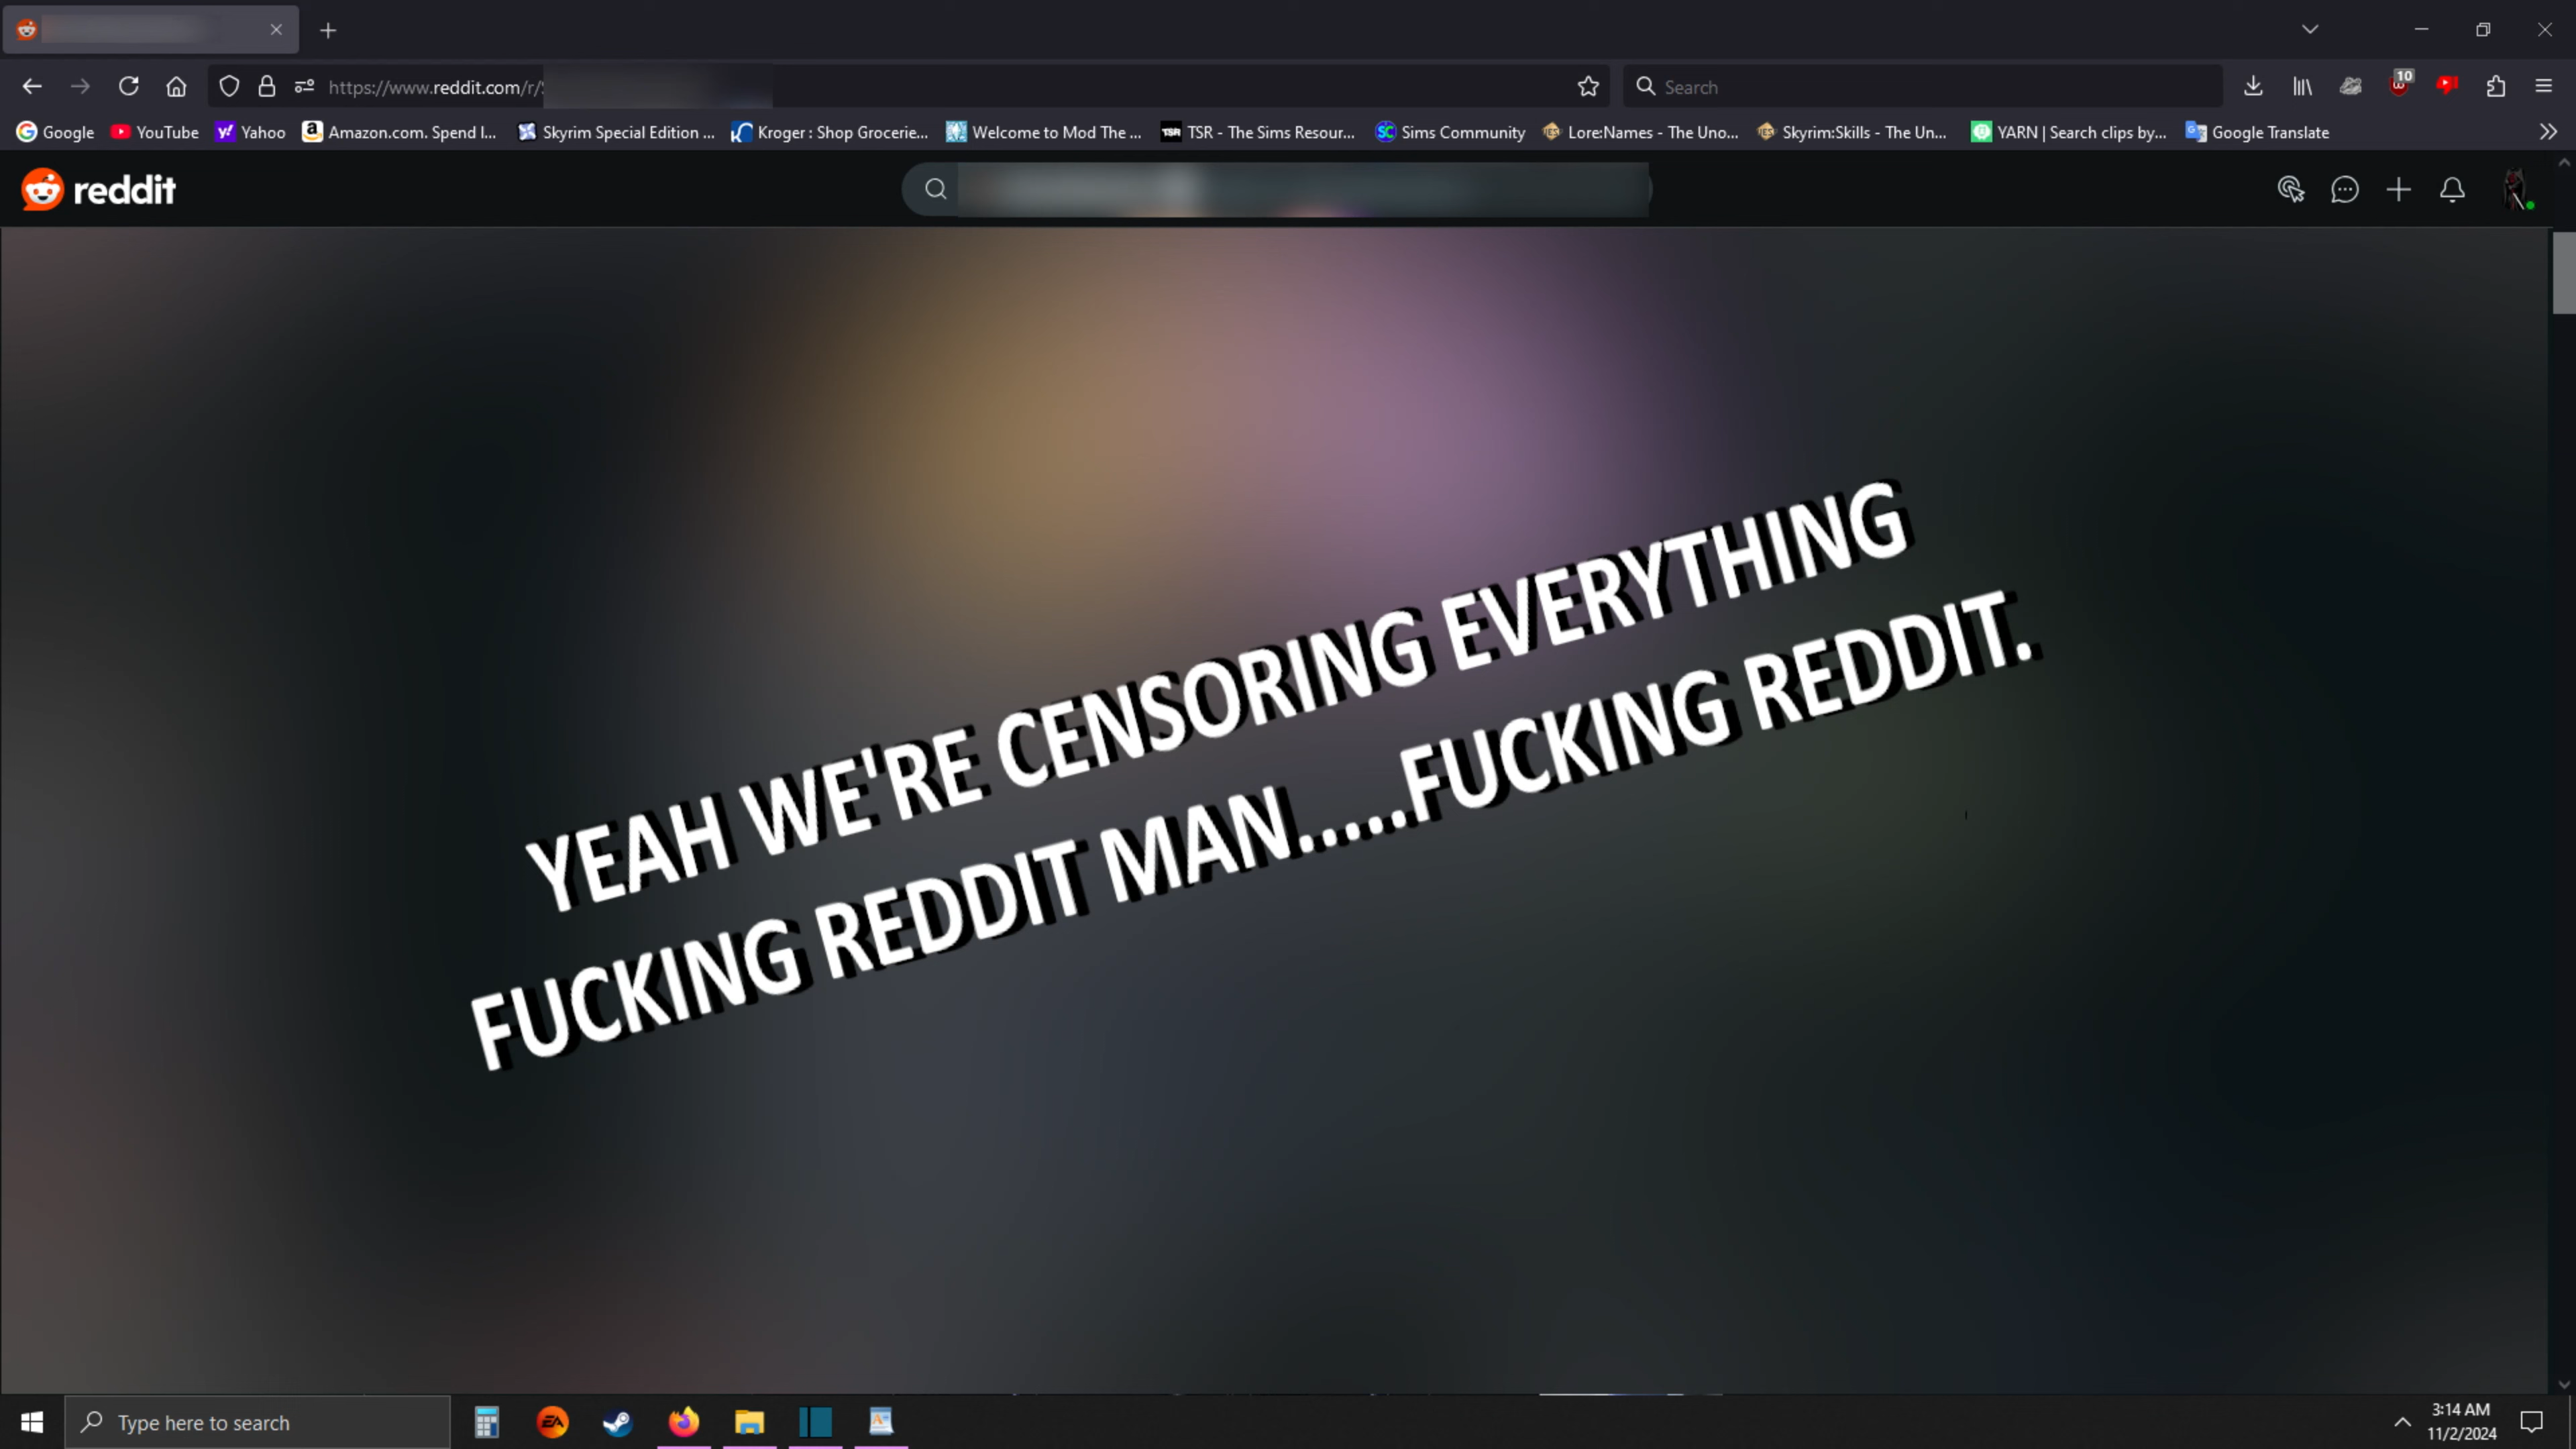 https://www.reddit.com/r/S
Search
10
Google
YouTube
Yahoo
Amazon.com. Spend l...
Skyrim Special Edition ...
Kroger : Shop Grocerie...
Welcome to Mod The ...
TSR - The Sims Resour...
Sims Community
Lore:Names - The Uno...
Skyrim:Skills - The Un...
YARN | Search clips by...
Google Translate
reddit
YEAH WE'RE CENSORING EVERYTHING
FUCKING REDDIT MAN......FUCKING REDDIT.
Type here to search
3:14 AM
11/2/2024